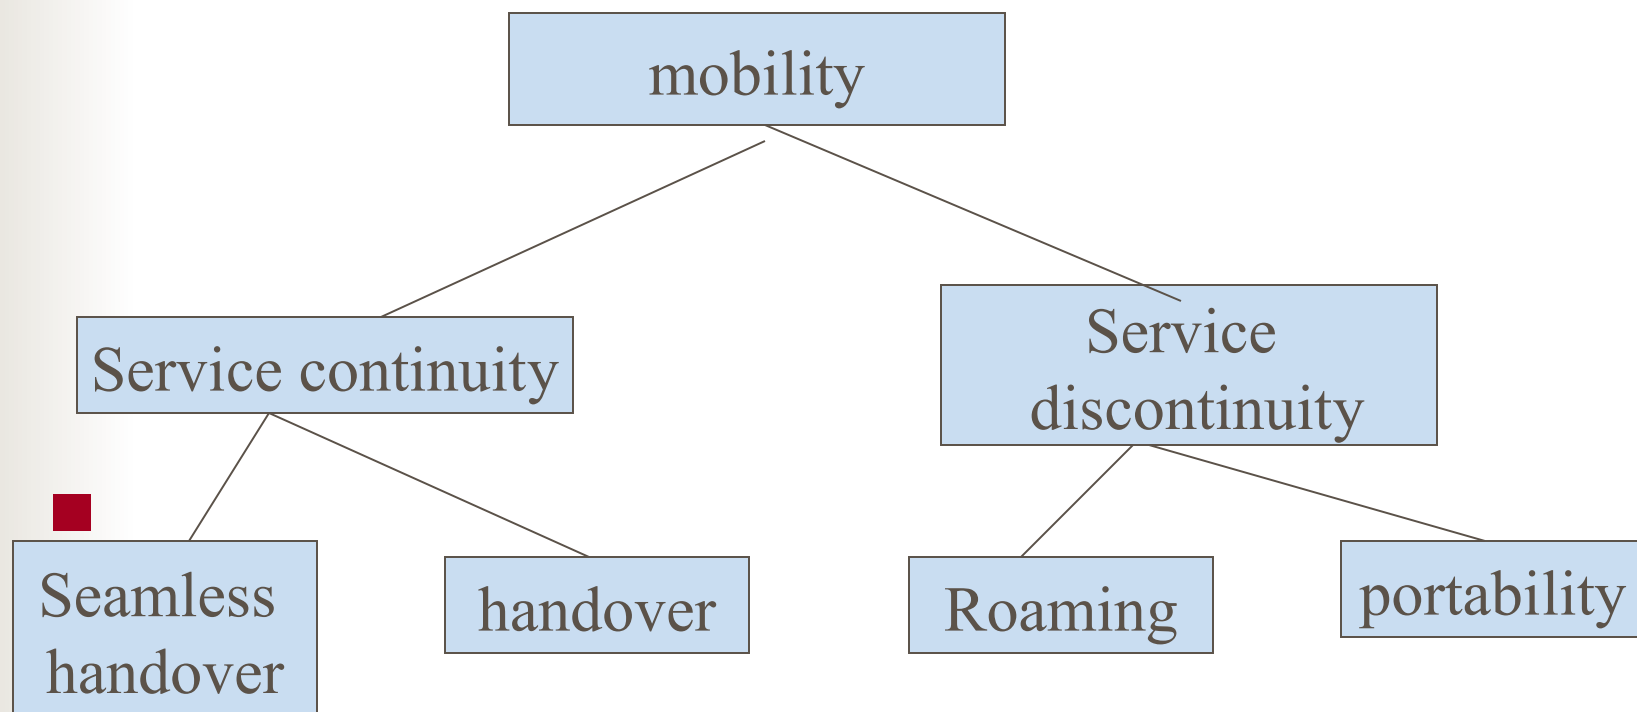 mobility
Service continuity
Service
discontinuity
Seamless
handover
handover
Roaming
portability